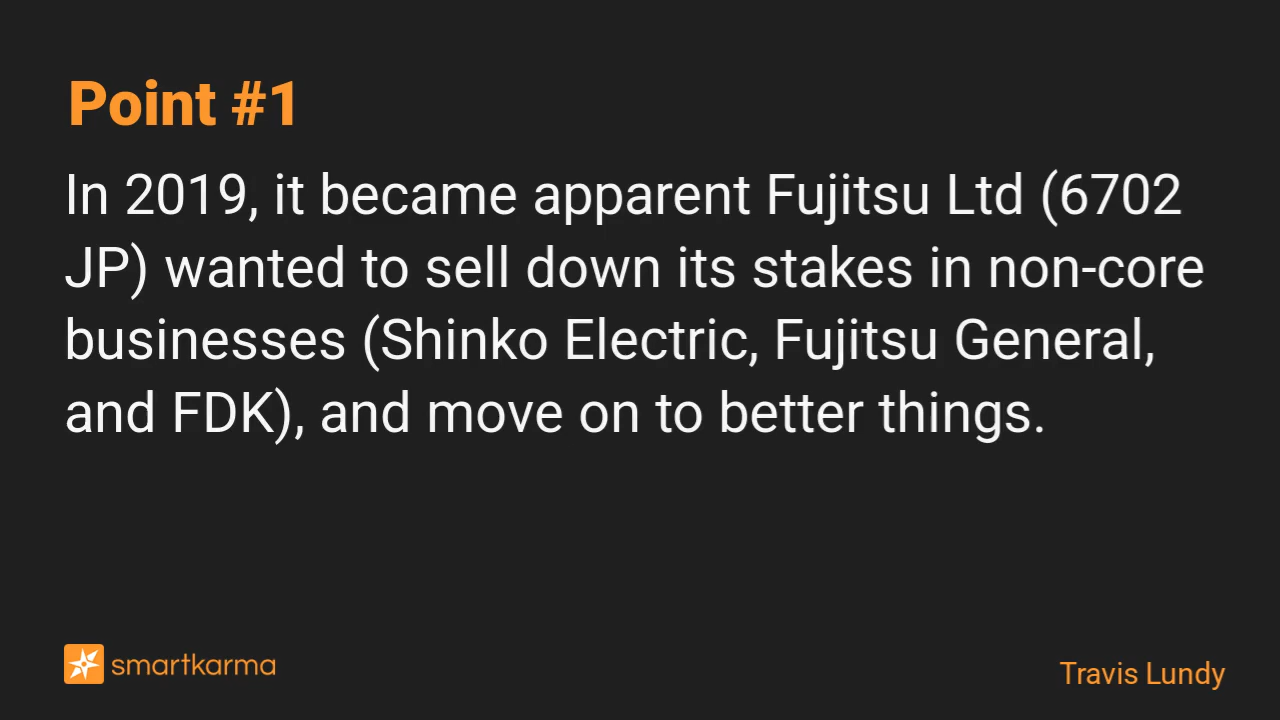 Point #1
In 2019, it became apparent Fujitsu Ltd (6702
JP) wanted to sell down its stakes in non-core
businesses (Shinko Electric, Fujitsu General,
and FDK), and move on to better things.
smartkarma
Travis Lundy